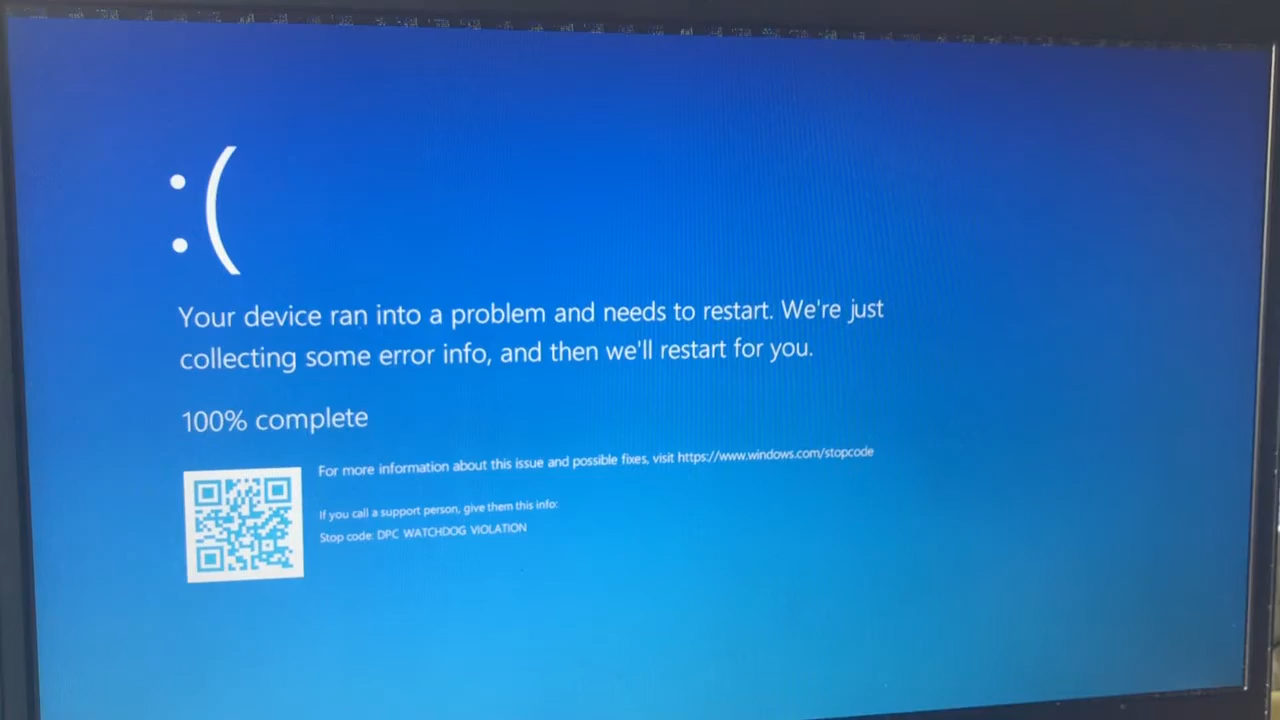 :(
Your device ran into a problem and needs to restart. We're just
collecting some error info, and then we'll restart for you.
100% complete
For more information about this issue and possible fixes, visit https://www.windows.com/stopcode
If you call a support person, give them this info:
Stop code: DPC WATCHDOG VIOLATION